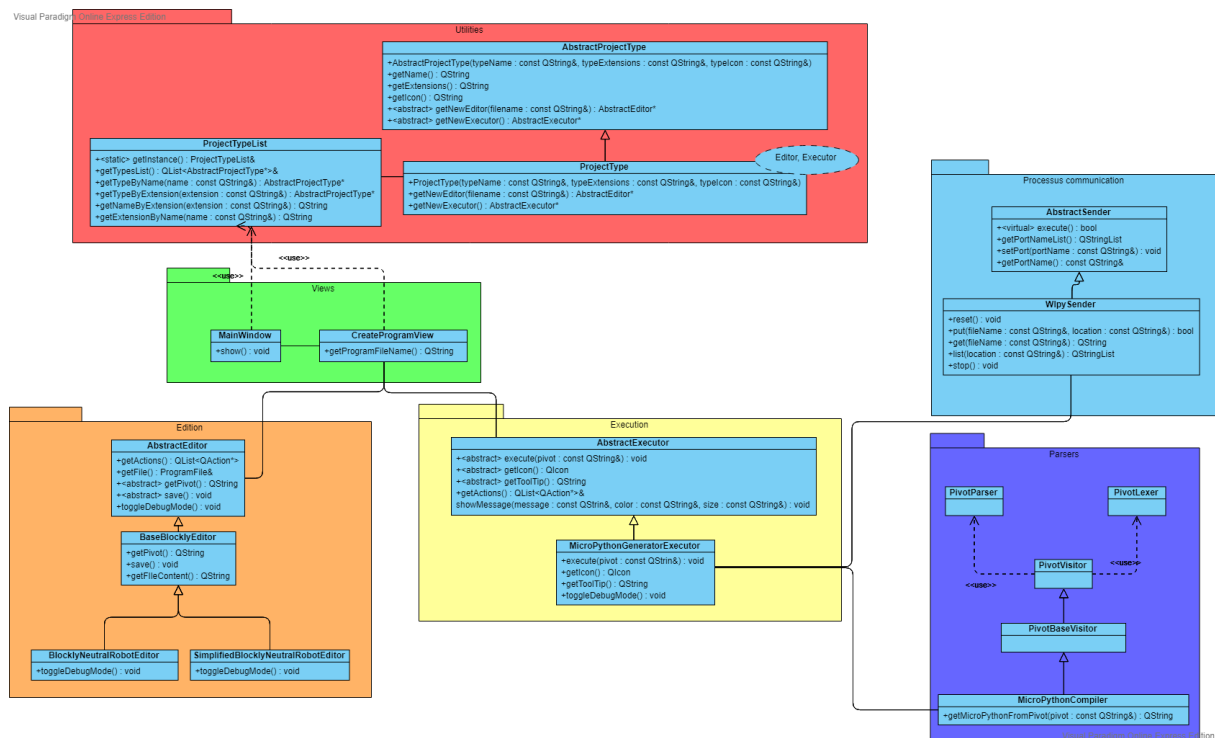 Visual Paradigm Online Express Edition
Utilities
AbstractProjectType
+AbstractProjectType(typeName : const QString&, typeExtensions : const QString&, typeIcon : const QString&)
+getName() : QString
+getExtensions() : QString
+getIcon() : QString
+<abstract> getNewEditor(filename : const QString&) : AbstractEditor*
+<abstract> getNewExecutor() : AbstractExecutor*
ProjectTypeList
+<static> getInstance() : ProjectTypeList&
+getTypesList() : QList<AbstractProjectType*>&
+getTypeByName(name : const QString&) : AbstractProjectType*
+getTypeByExtension(extension : const QString&) : AbstractProjectType*
+getNameByExtension(extension : const QString&) : QString
+getExtensionByName(name : const QString&) : QString
Editor, Executor
ProjectType
+ProjectType(typeName : const QString&, typeExtensions : const QString&, typeIcon : const QString&)
+getNewEditor(filename : const QString&) : AbstractEditor*
+getNewExecutor() : AbstractExecutor*
Processus communication
AbstractSender
+<virtual> execute() : bool
+getPortNameList() : QStringList
+setPort(portName : const QString&) : void
+getPortName() : const QString&
WIpySender
+reset() : void
+put(fileName : const QString&, location : const QString&) : bool
+get(fileName : const QString&) : QString
+list(location : const QString&) : QStringList
+stop() : void
<<use>>
<<use>>
Views
MainWindow
+show() : void
CreateProgramView
+getProgramFileName() : QString
Edition
AbstractEditor
+getActions() : QList<QAction*>
+getFile() : ProgramFile&
+<abstract> getPivot() : QString
+<abstract> save() : void
+toggleDebugMode() : void
BaseBlocklyEditor
+getPivot() : QString
+save() : void
+getFileContent() : QString
BlocklyNeutralRobotEditor
+toggleDebugMode() : void
SimplifiedBlocklyNeutralRobotEditor
+toggleDebugMode() : void
Execution
AbstractExecutor
+<abstract> execute(pivot : const QString&) : void
+<abstract> getIcon() : QIcon
+<abstract> getToolTip() : QString
+getActions() : QList<QAction*>&
showMessage(message : const QStrin&, color : const QString&, size : const QString&) : void
MicroPythonGeneratorExecutor
+execute(pivot : const QStrin&) : void
+getIcon() : QIcon
+getToolTip() : QString
+toggleDebugMode() : void
Parsers
PivotParser
PivotLexer
PivotVisitor
<<use>>
<<use>>
PivotBaseVisitor
MicroPythonCompiler
+getMicroPythonFromPivot(pivot : const QString&) : QString